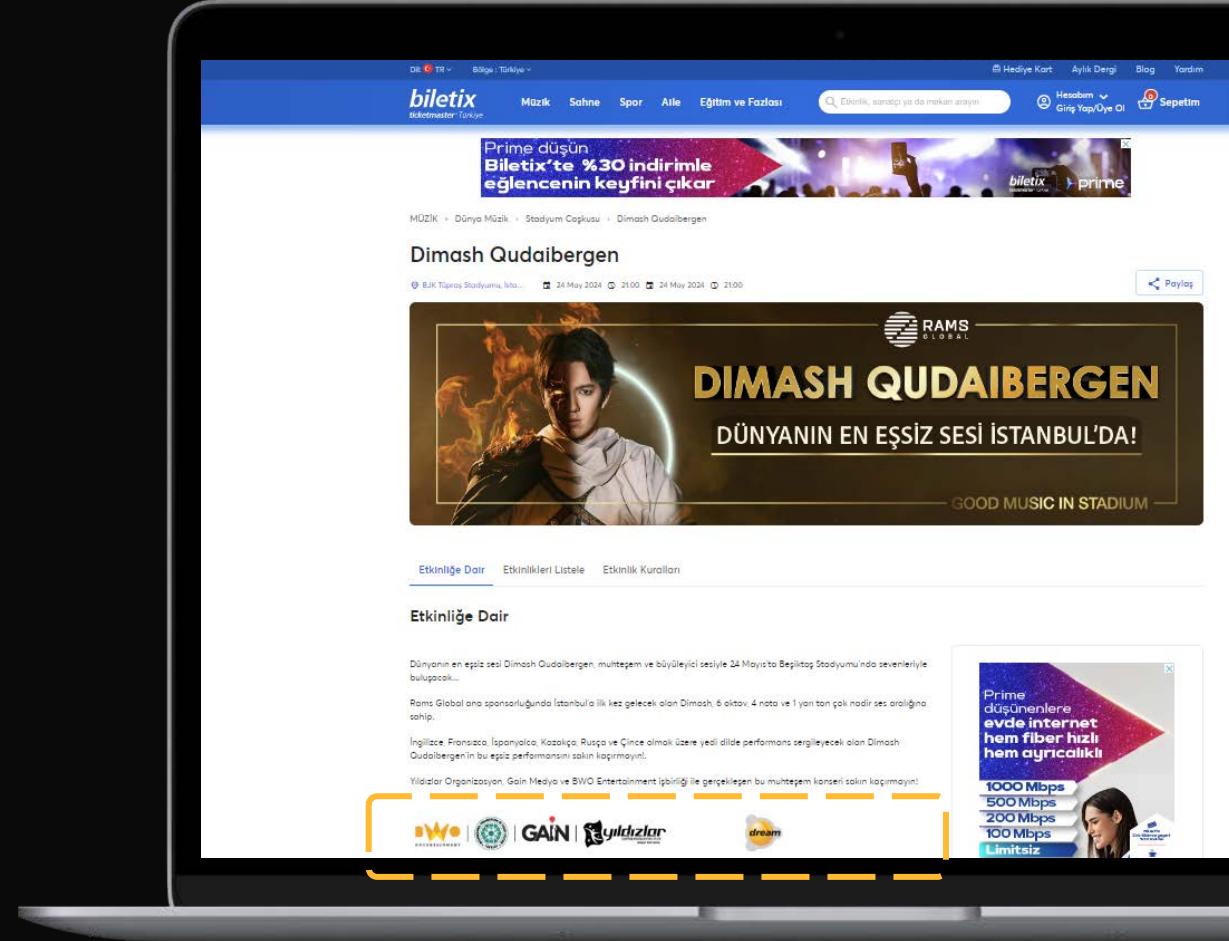 Dil: TR
Bölge : Türkiye
Hediye Kart
Aylık Dergi
Blog
Yardım
biletix
ticketmaster Türkiye
Müzik
Sahne
Spor
Aile
Eğitim ve Fazlası
Etkinlik, sanatçı ya da mekan arayın
Hesabım
Giriş Yap/Üye Ol
0
Sepetim
Prime düşün
Biletix'te %30 indirimle
eğlencenin keyfini çıkar
biletix
prime
MÜZİK
Dünya Müzik
Stadyum Coşkusu
Dimash Qudaibergen
Dimash Qudaibergen
BJK Tüpraş Stadyumu, İsta...
24 May 2024
21:00
24 May 2024
21:00
Paylaş
RAMS
GLOBAL
DIMASH QUDAIBERGEN
DÜNYANIN EN EŞSİZ SESİ İSTANBUL'DA!
GOOD MUSIC IN STADIUM
Etkinliğe Dair
Etkinlikleri Listele
Etkinlik Kuralları
Etkinliğe Dair
Dünyanın en eşsiz sesi Dimash Qudaibergen, muhteşem ve büyüleyici sesiyle 24 Mayıs'ta Beşiktaş Stadyumu'nda sevenleriyle
buluşacak...
Rams Global ana sponsorluğunda İstanbul'a ilk kez gelecek olan Dimash, 6 oktav, 4 nota ve 1 yarı ton çok nadir ses aralığına
sahip.
İngilizce, Fransızca, İspanyolca, Kazakça, Rusça ve Çince olmak üzere yedi dilde performans sergileyecek olan Dimash
Qudaibergen'in bu eşsiz performansını sakın kaçırmayın!.
Yıldızlar Organizasyon, Gain Medya ve BWO Entertainment işbirliği ile gerçekleşen bu muhteşem konseri sakın kaçırmayın!
BWO
ENTERTAINMENT
GAİN
yıldızlar
dream
Prime
düşünenlere
evde internet
hem fiber hızlı
hem ayrıcalıklı
1000 Mbps
500 Mbps
200 Mbps
100 Mbps
Limitsiz